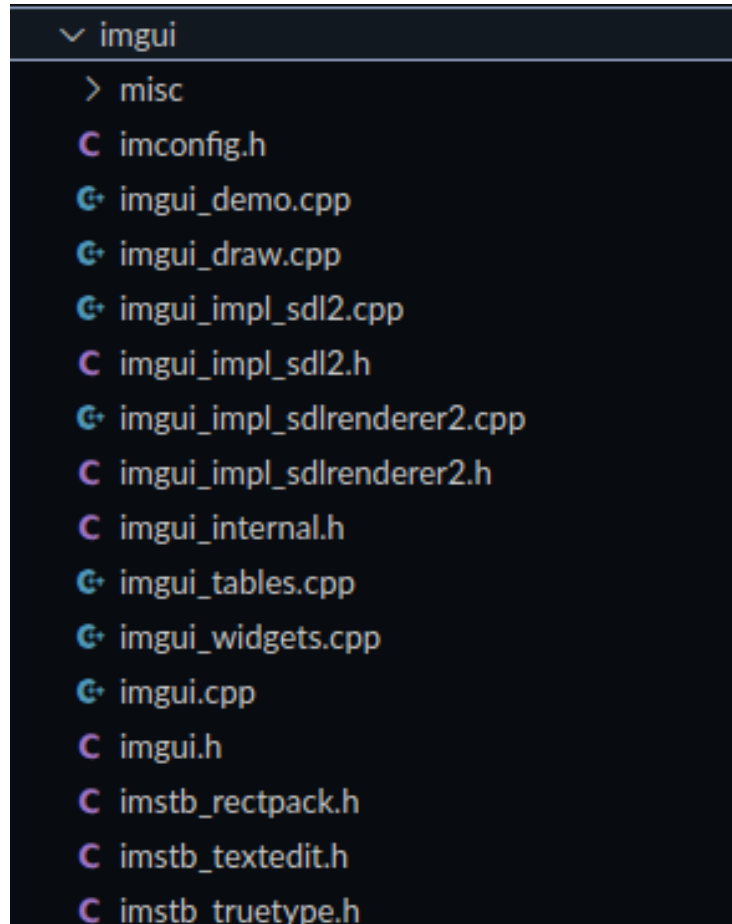 imgui
misc
C imconfig.h
C+ imgui_demo.cpp
C+ imgui_draw.cpp
C+ imgui_impl_sdl2.cpp
C imgui_impl_sdl2.h
C+ imgui_impl_sdlrenderer2.cpp
C imgui_impl_sdlrenderer2.h
C imgui_internal.h
C+ imgui_tables.cpp
C+ imgui_widgets.cpp
C+ imgui.cpp
C imgui.h
C imstb_rectpack.h
C imstb_textedit.h
C imstb_truetype.h